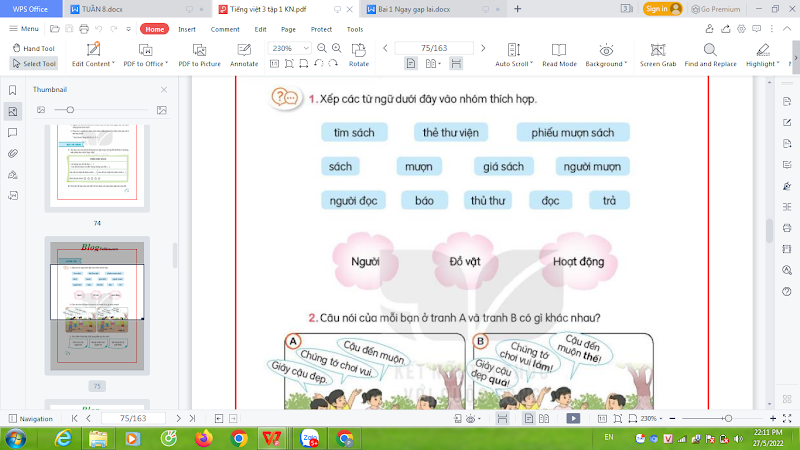 WPS Office
TUẦN 8.docx
Tiếng việt 3 tập 1 KN.pdf
Bai 1 Ngay gap lai.docx
Sign in
Go Premium
Menu
Home
Insert
Comment
Edit
Page
Protect
Tools
Hand Tool
Select Tool
Edit Content
PDF to Office
PDF to Picture
Annotate
230%
Rotate
75/163
Auto Scroll
Read Mode
Background
Screen Grab
Find and Replace
Highlight
Thumbnail
74
Blog
75
1. Xếp các từ ngữ dưới đây vào nhóm thích hợp.
tìm sách thẻ thư viện phiếu mượn sách
sách mượn giá sách người mượn
người đọc báo thủ thư đọc trả
Người Đồ vật Hoạt động
2. Câu nói của mỗi bạn ở tranh A và tranh B có gì khác nhau?
A
Cậu đến muộn.
Chúng tớ chơi vui.
Giày cậu đẹp.
B
Cậu đến muộn thế!
Chúng tớ chơi vui lắm!
Giày cậu đẹp quá!
Navigation
75/163
230%
Zalo
5+
EN
22:11 PM
27/5/2022